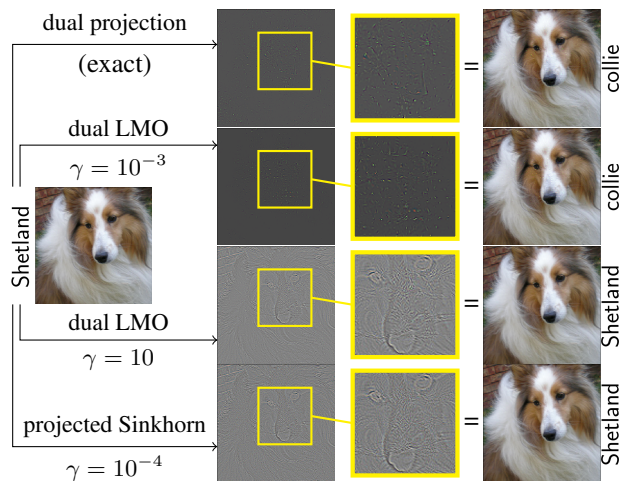 dual projection
(exact)
=
collie
dual LMO
γ = 10⁻³
=
collie
Shetland
dual LMO
γ = 10
=
Shetland
projected Sinkhorn
γ = 10⁻⁴
=
Shetland